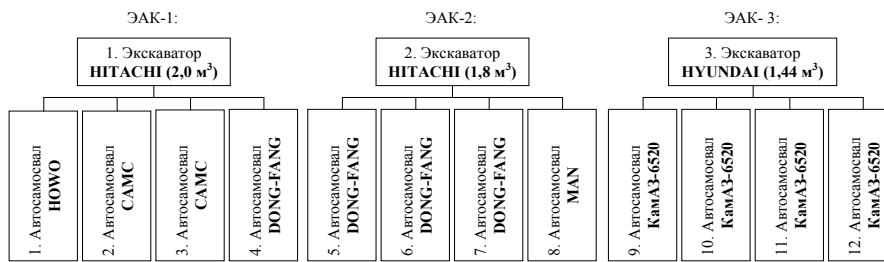 ЭАК-1:
1. Экскаватор
HITACHI (2,0 м³)
1. Автосамосвал
HOWO
2. Автосамосвал
CAMC
3. Автосамосвал
CAMC
4. Автосамосвал
DONG-FANG
ЭАК-2:
2. Экскаватор
HITACHI (1,8 м³)
5. Автосамосвал
DONG-FANG
6. Автосамосвал
DONG-FANG
7. Автосамосвал
DONG-FANG
8. Автосамосвал
MAN
ЭАК- 3:
3. Экскаватор
HYUNDAI (1,44 м³)
9. Автосамосвал
КамАЗ-6520
10. Автосамосвал
КамАЗ-6520
11. Автосамосвал
КамАЗ-6520
12. Автосамосвал
КамАЗ-6520